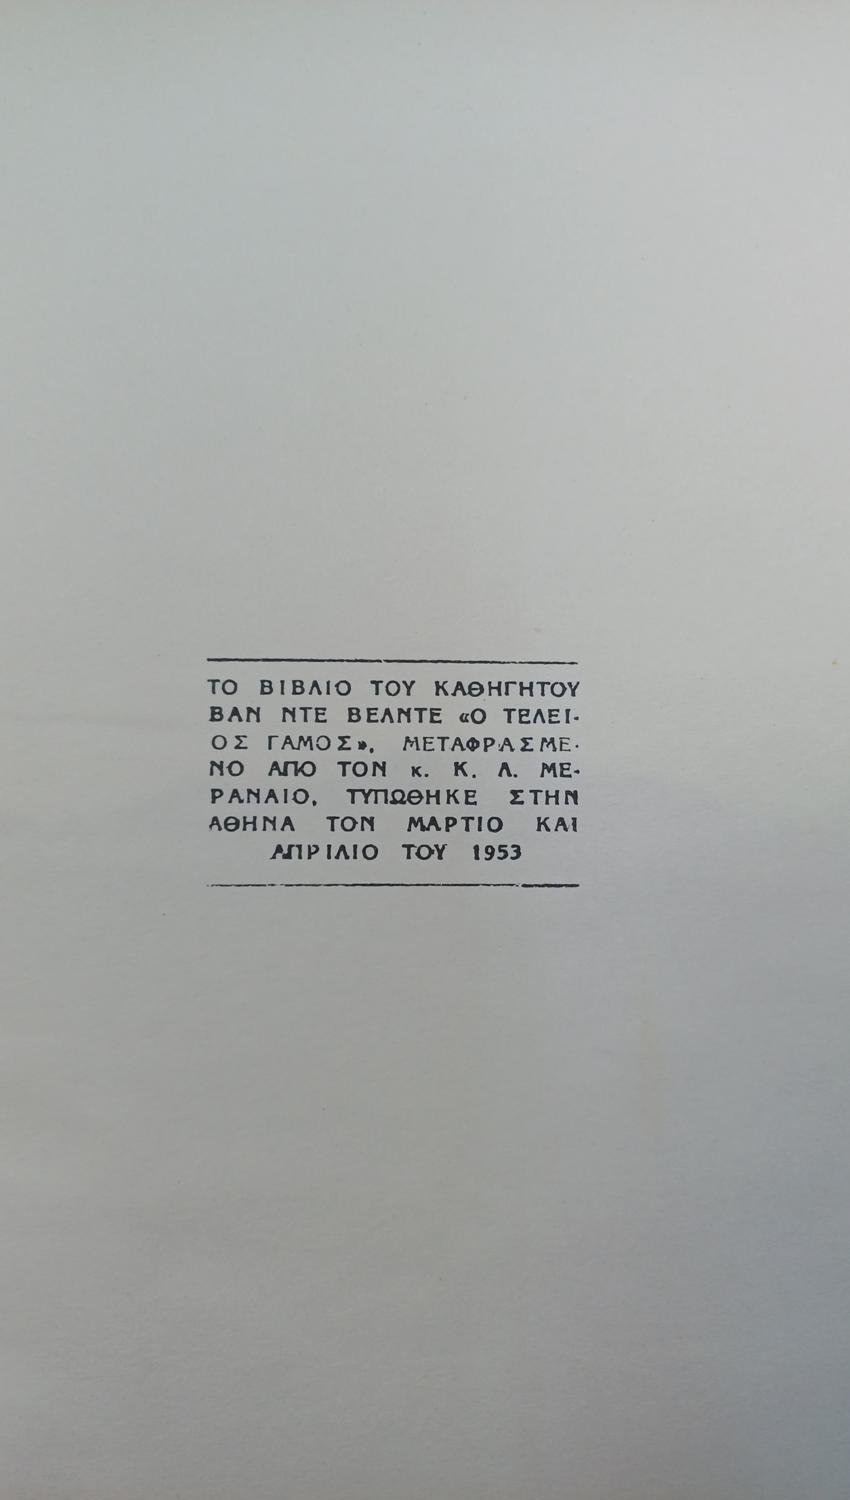 ΤΟ ΒΙΒΛΙΟ ΤΟΥ ΚΑΘΗΓΗΤΟΥ
ΒΑΝ ΝΤΕ ΒΕΛΝΤΕ «Ο ΤΕΛΕΙ-
ΟΣ ΓΑΜΟΣ», ΜΕΤΑΦΡΑΣΜΕ-
ΝΟ ΑΠΟ ΤΟΝ κ. Κ. Λ. ΜΕ-
ΡΑΝΑΙΟ, ΤΥΠΩΘΗΚΕ ΣΤΗΝ
ΑΘΗΝΑ ΤΟΝ ΜΑΡΤΙΟ ΚΑΙ
ΑΠΡΙΛΙΟ ΤΟΥ 1953